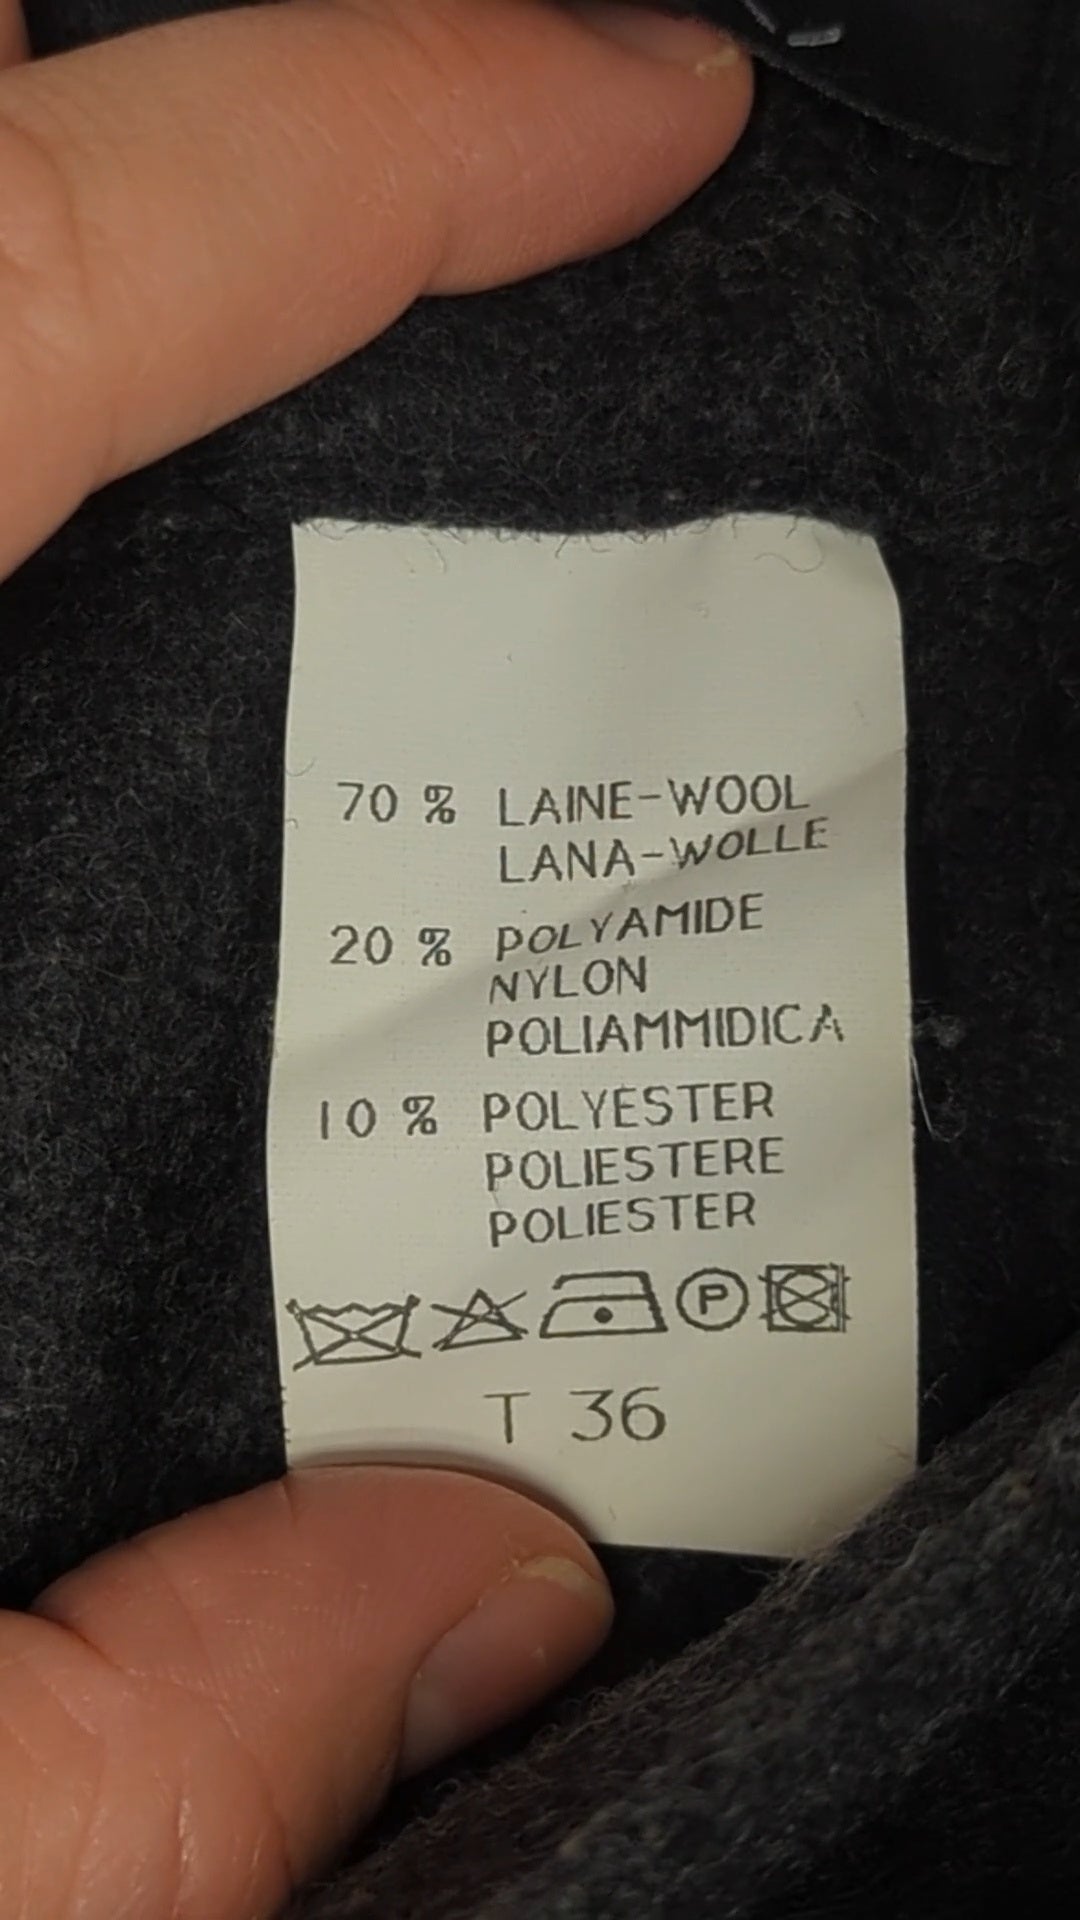 70 % LAINE-WOOL
LANA-WOLLE
20 % POLYAMIDE
NYLON
POLIAMMIDICA
10 % POLYESTER
POLIESTERE
POLIESTER
P
T 36